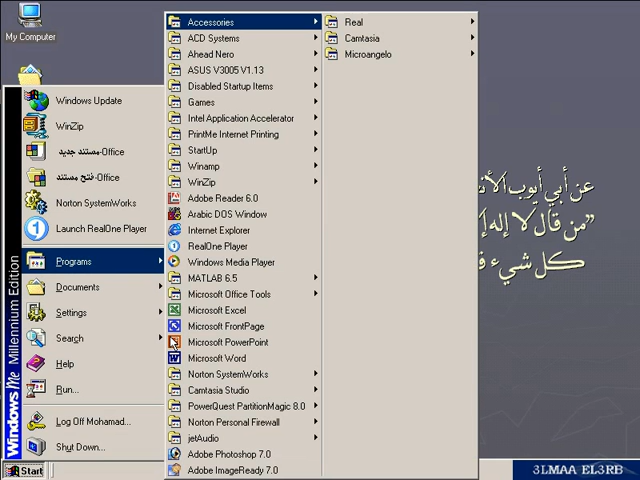 My Computer
Windows Update
WinZip
Office-مستند جديد
Office-فتح مستند
Norton SystemWorks
Launch RealOne Player
Programs
Documents
Settings
Search
Help
Run...
Log Off Mohamad...
Shut Down...
Windows Me Millennium Edition
Start
Accessories
ACD Systems
Ahead Nero
ASUS V3005 V1.13
Disabled Startup Items
Games
Intel Application Accelerator
PrintMe Internet Printing
StartUp
Winamp
WinZip
Adobe Reader 6.0
Arabic DOS Window
Internet Explorer
RealOne Player
Windows Media Player
MATLAB 6.5
Microsoft Office Tools
Microsoft Excel
Microsoft FrontPage
Microsoft PowerPoint
Microsoft Word
Norton SystemWorks
Camtasia Studio
PowerQuest PartitionMagic 8.0
Norton Personal Firewall
jetAudio
Adobe Photoshop 7.0
Adobe ImageReady 7.0
Real
Camtasia
Microangelo
عن أبي أيوب
”من قال لا إله
كل شيء
3LMAA EL3RB